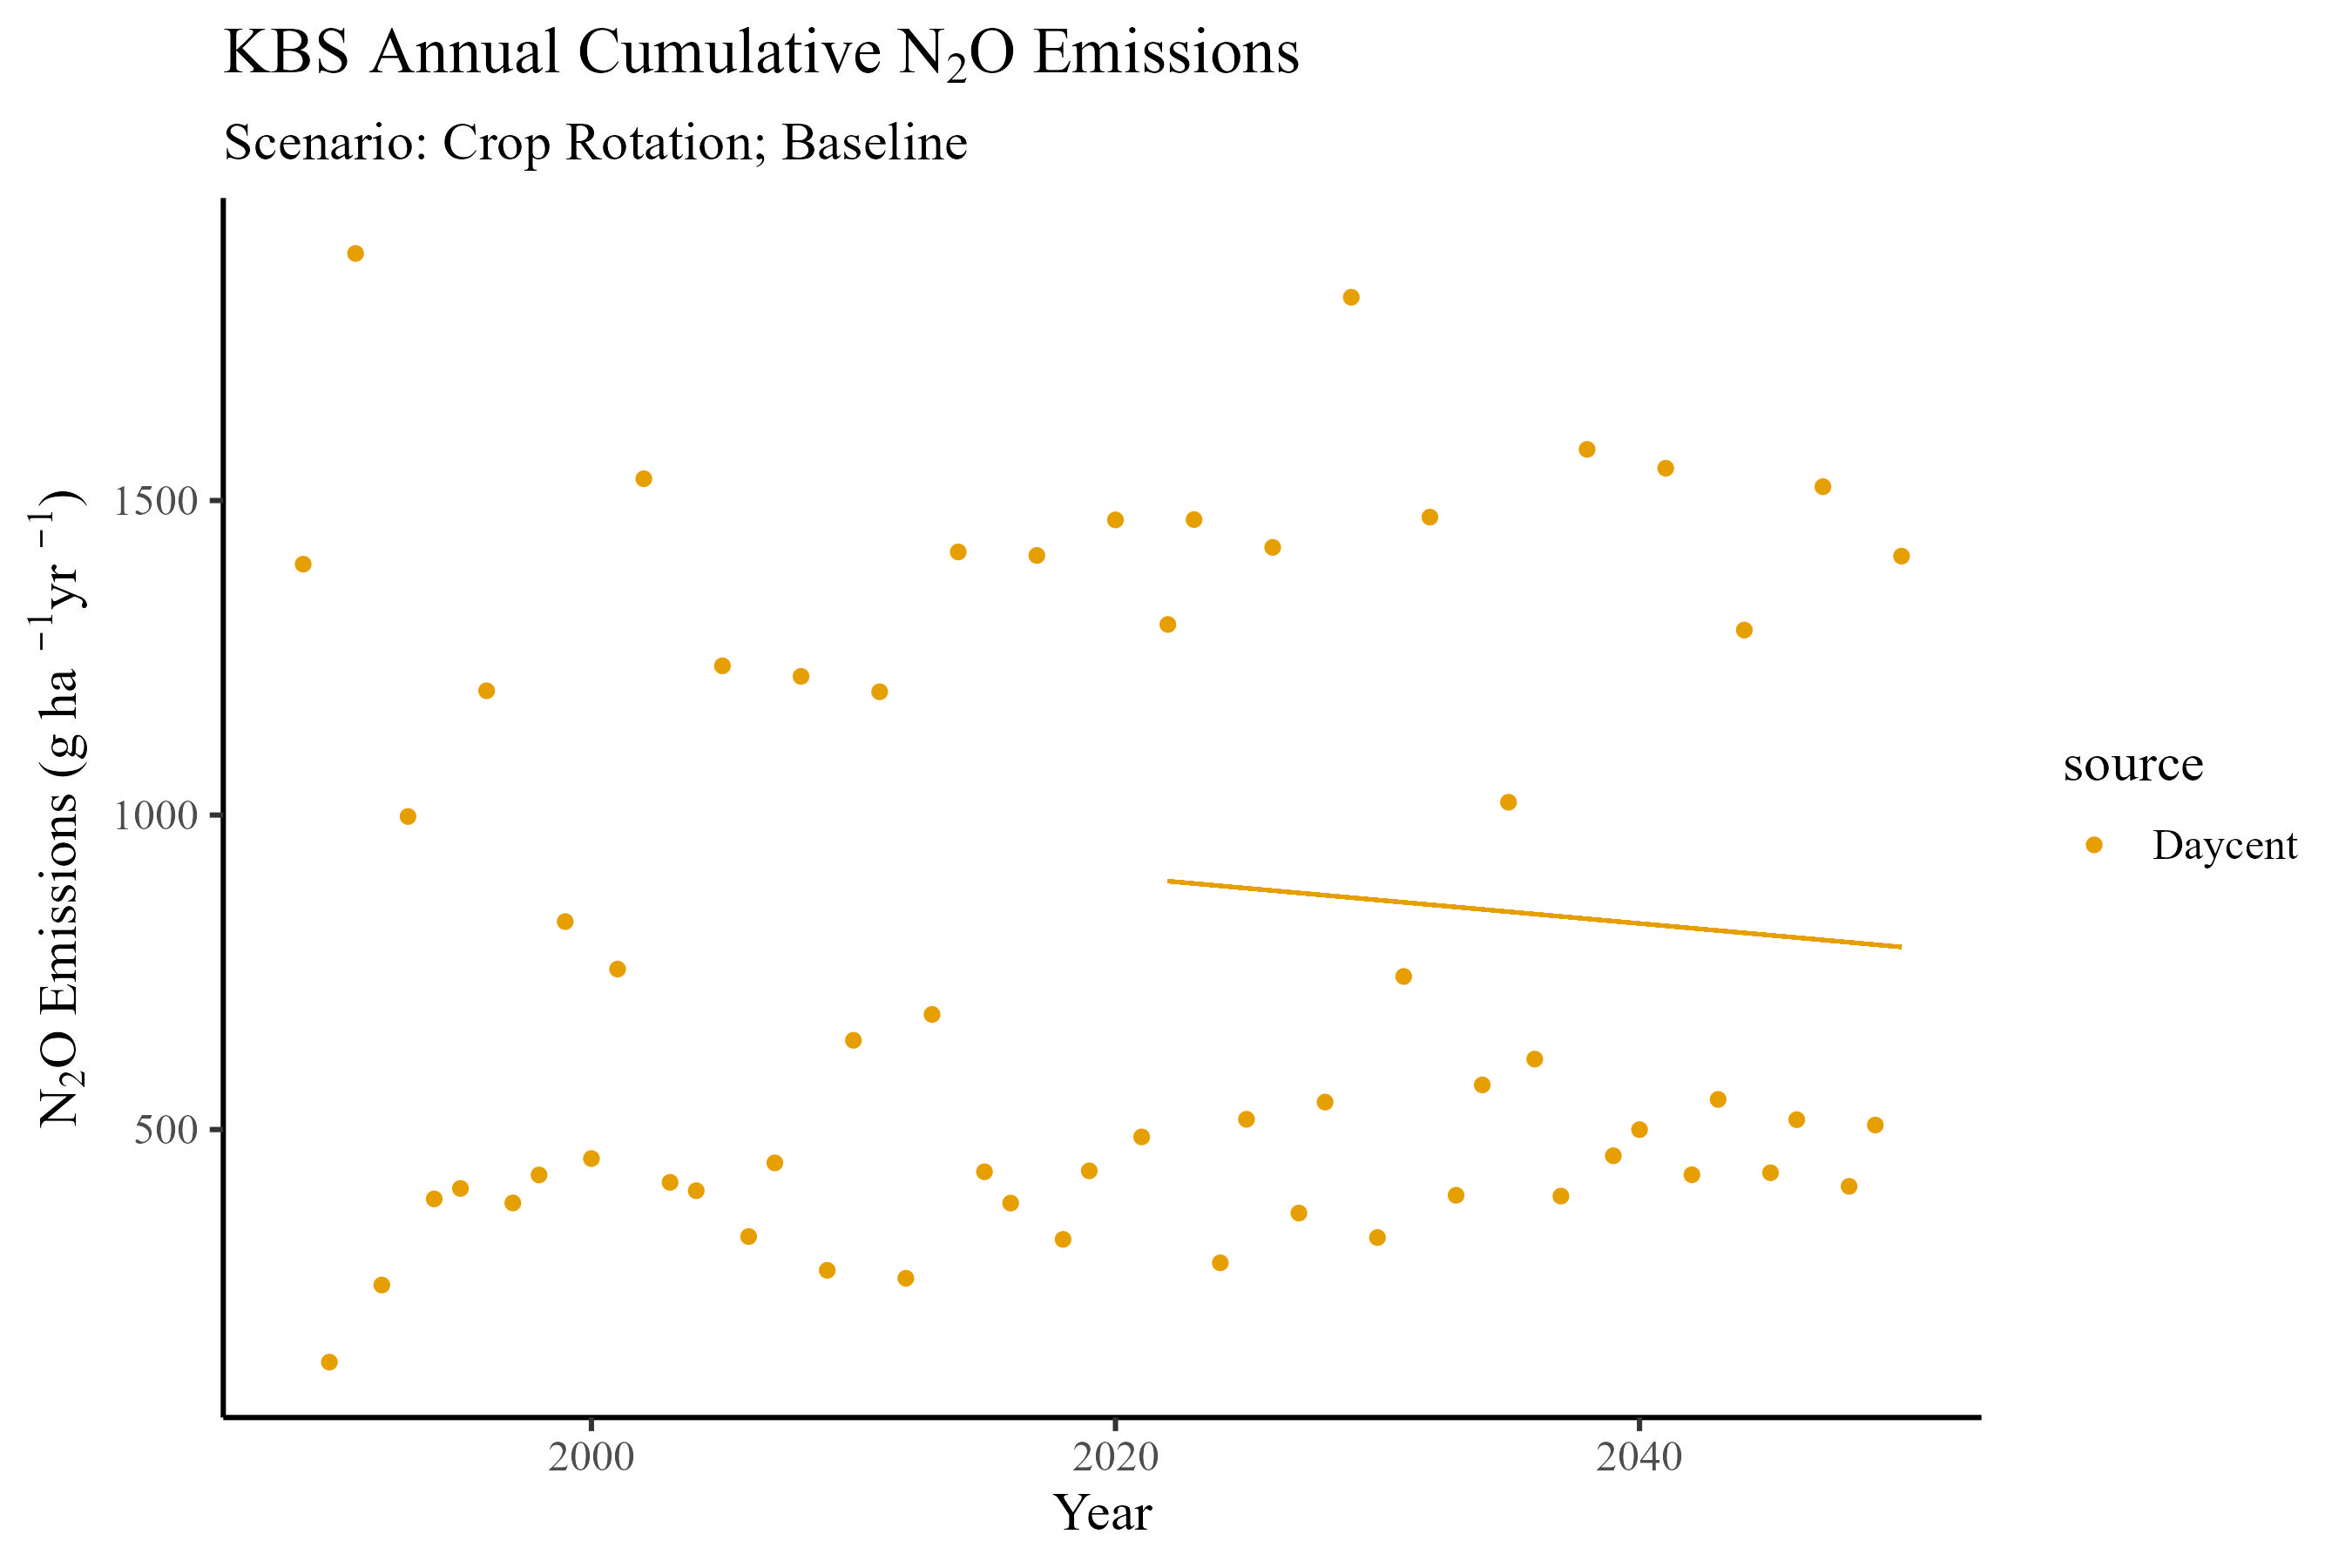 KBS Annual Cumulative N₂O Emissions
Scenario: Crop Rotation; Baseline
N₂O Emissions (g ha⁻¹yr⁻¹)
1500
1000
500
2000
2020
2040
Year
source
Daycent